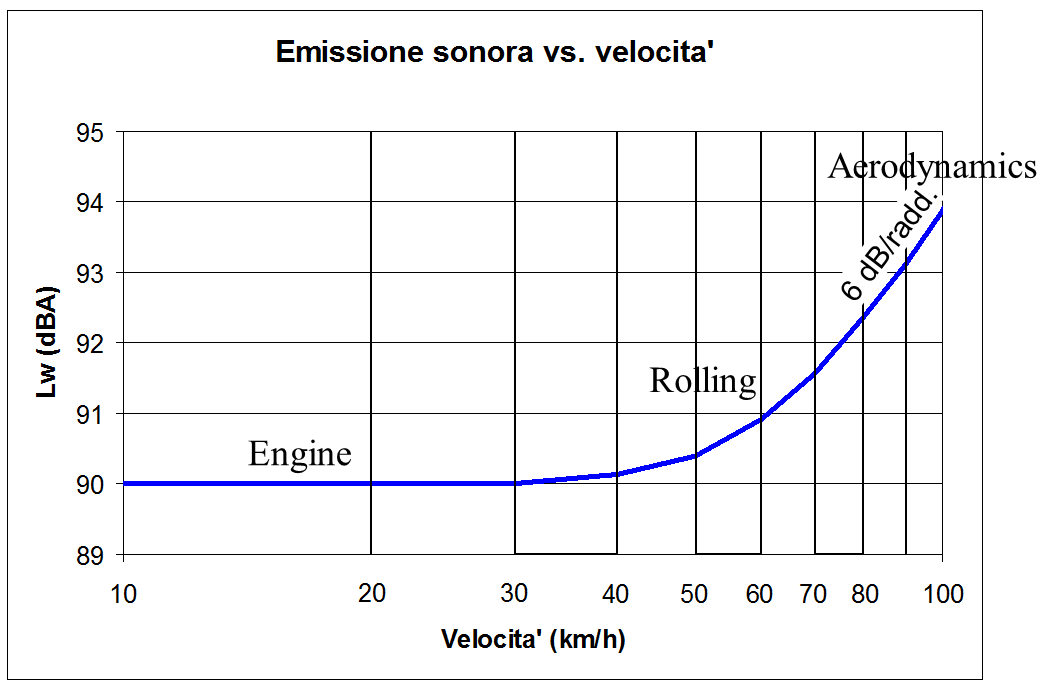 Emissione sonora vs. velocita'
95
Aerodynamics
94
6 dB/radd.
93
Lw (dBA)
92
Rolling
91
Engine
90
89
10 20 30 40 50 60 70 80 100
Velocita' (km/h)